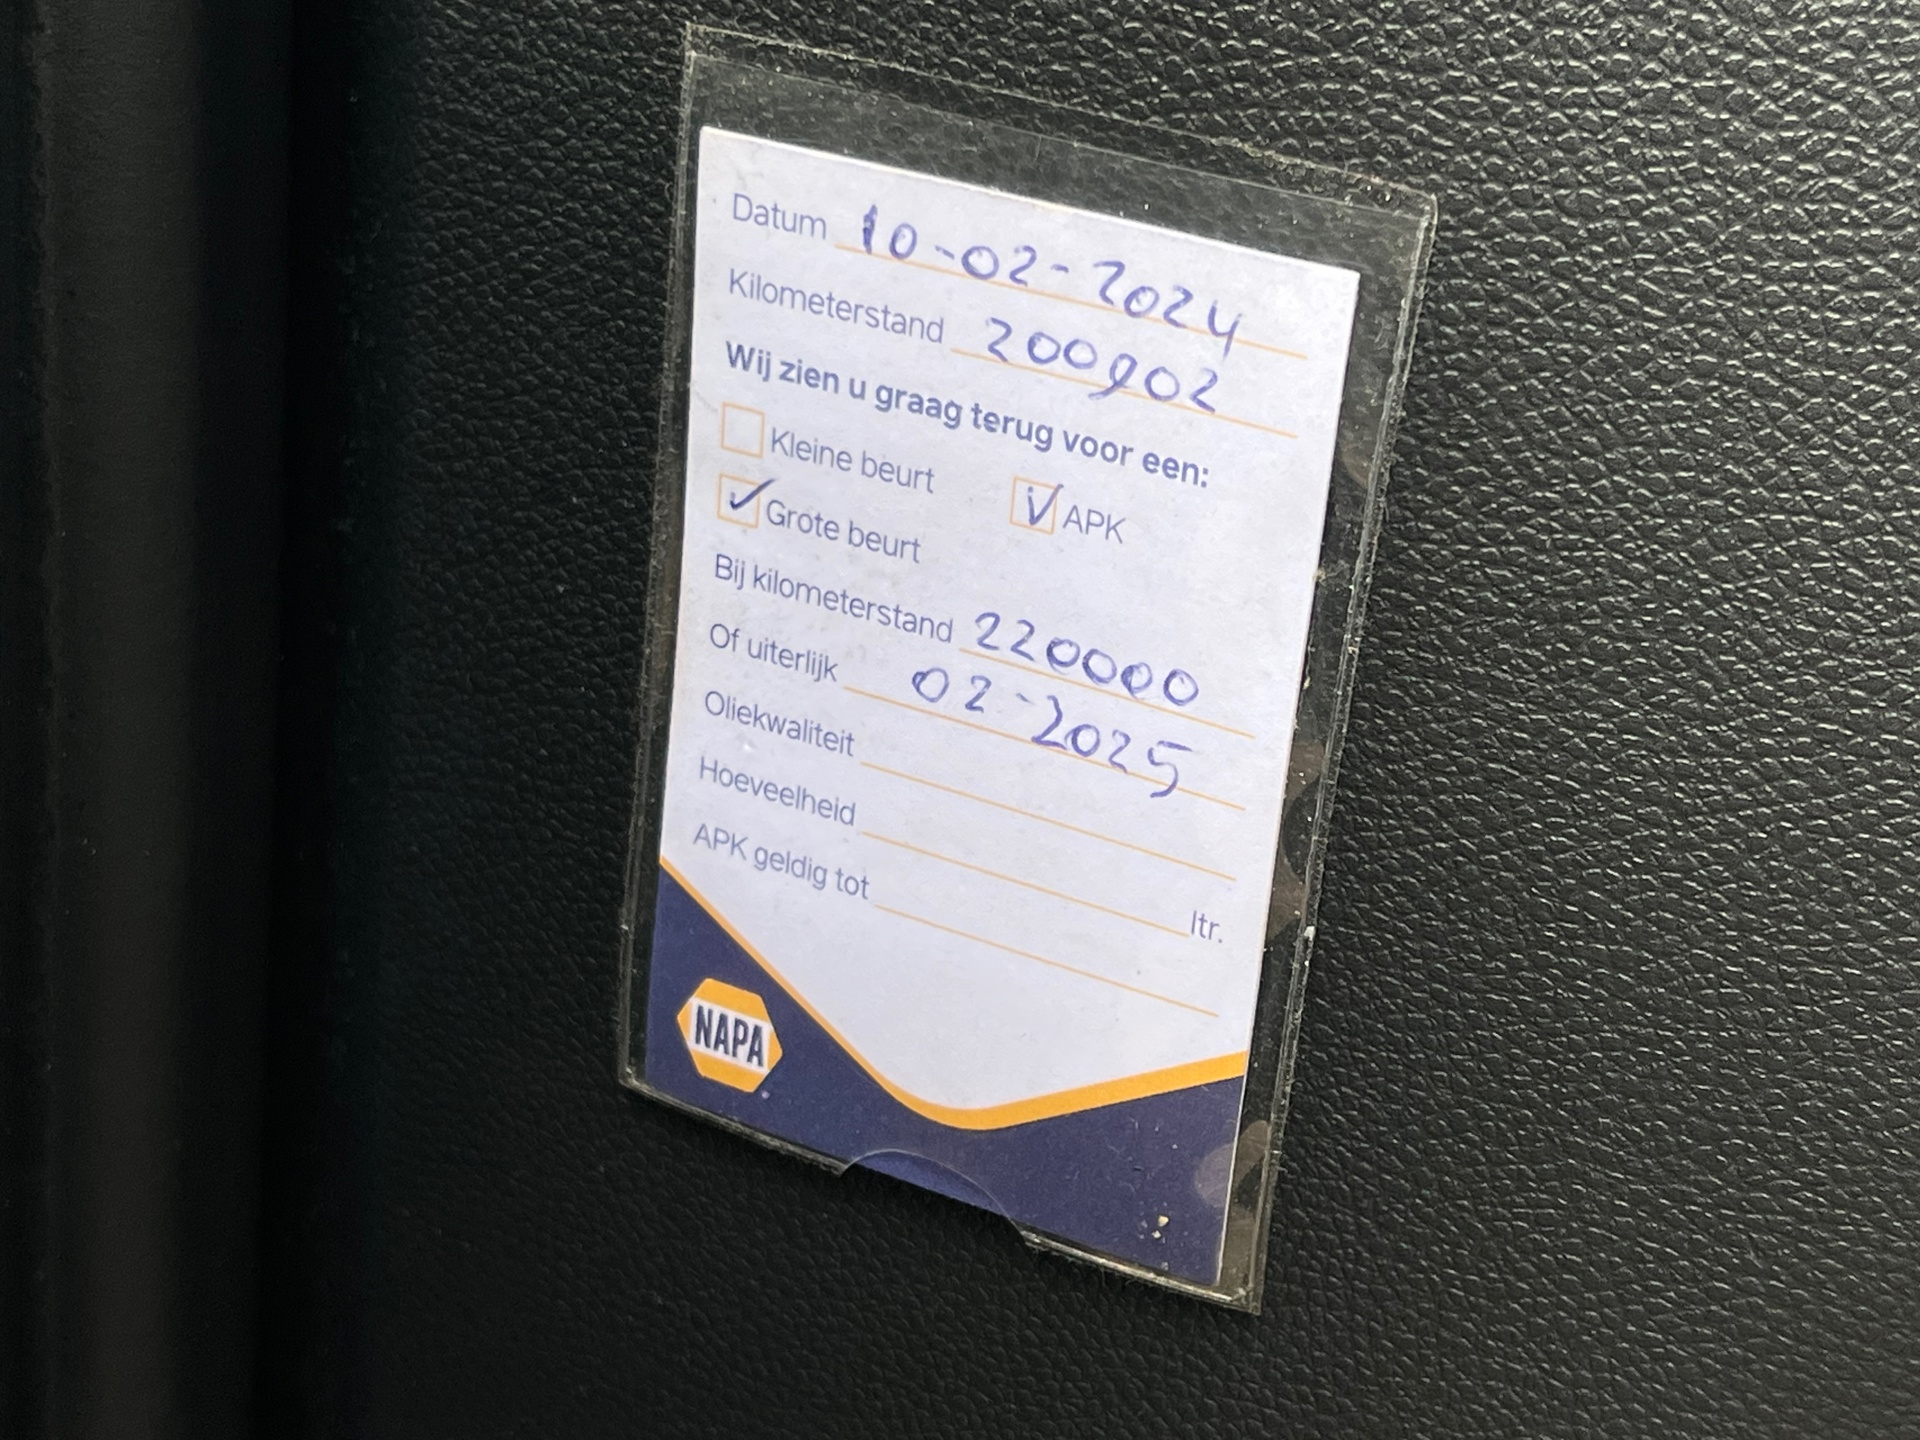 Datum 10-02-2024
Kilometerstand 200902
Wij zien u graag terug voor een:
Kleine beurt
APK
Grote beurt
Bij kilometerstand 220000
Of uiterlijk 02-2025
Oliekwaliteit
Hoeveelheid ltr.
APK geldig tot
NAPA